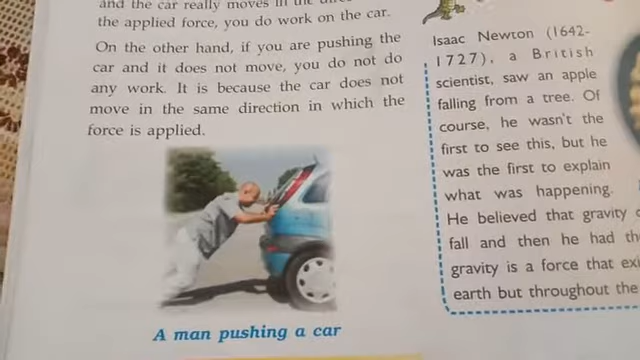 and the car really moves in the
the applied force, you do work on the car.
On the other hand, if you are pushing the
car and it does not move, you do not do
any work. It is because the car does not
move in the same direction in which the
force is applied.
A man pushing a car
Isaac Newton (1642-
1727), a British
scientist, saw an apple
falling from a tree. Of
course, he wasn't the
first to see this, but he
was the first to explain
what was happening.
He believed that gravity
fall and then he had
gravity is a force that
earth but throughout the